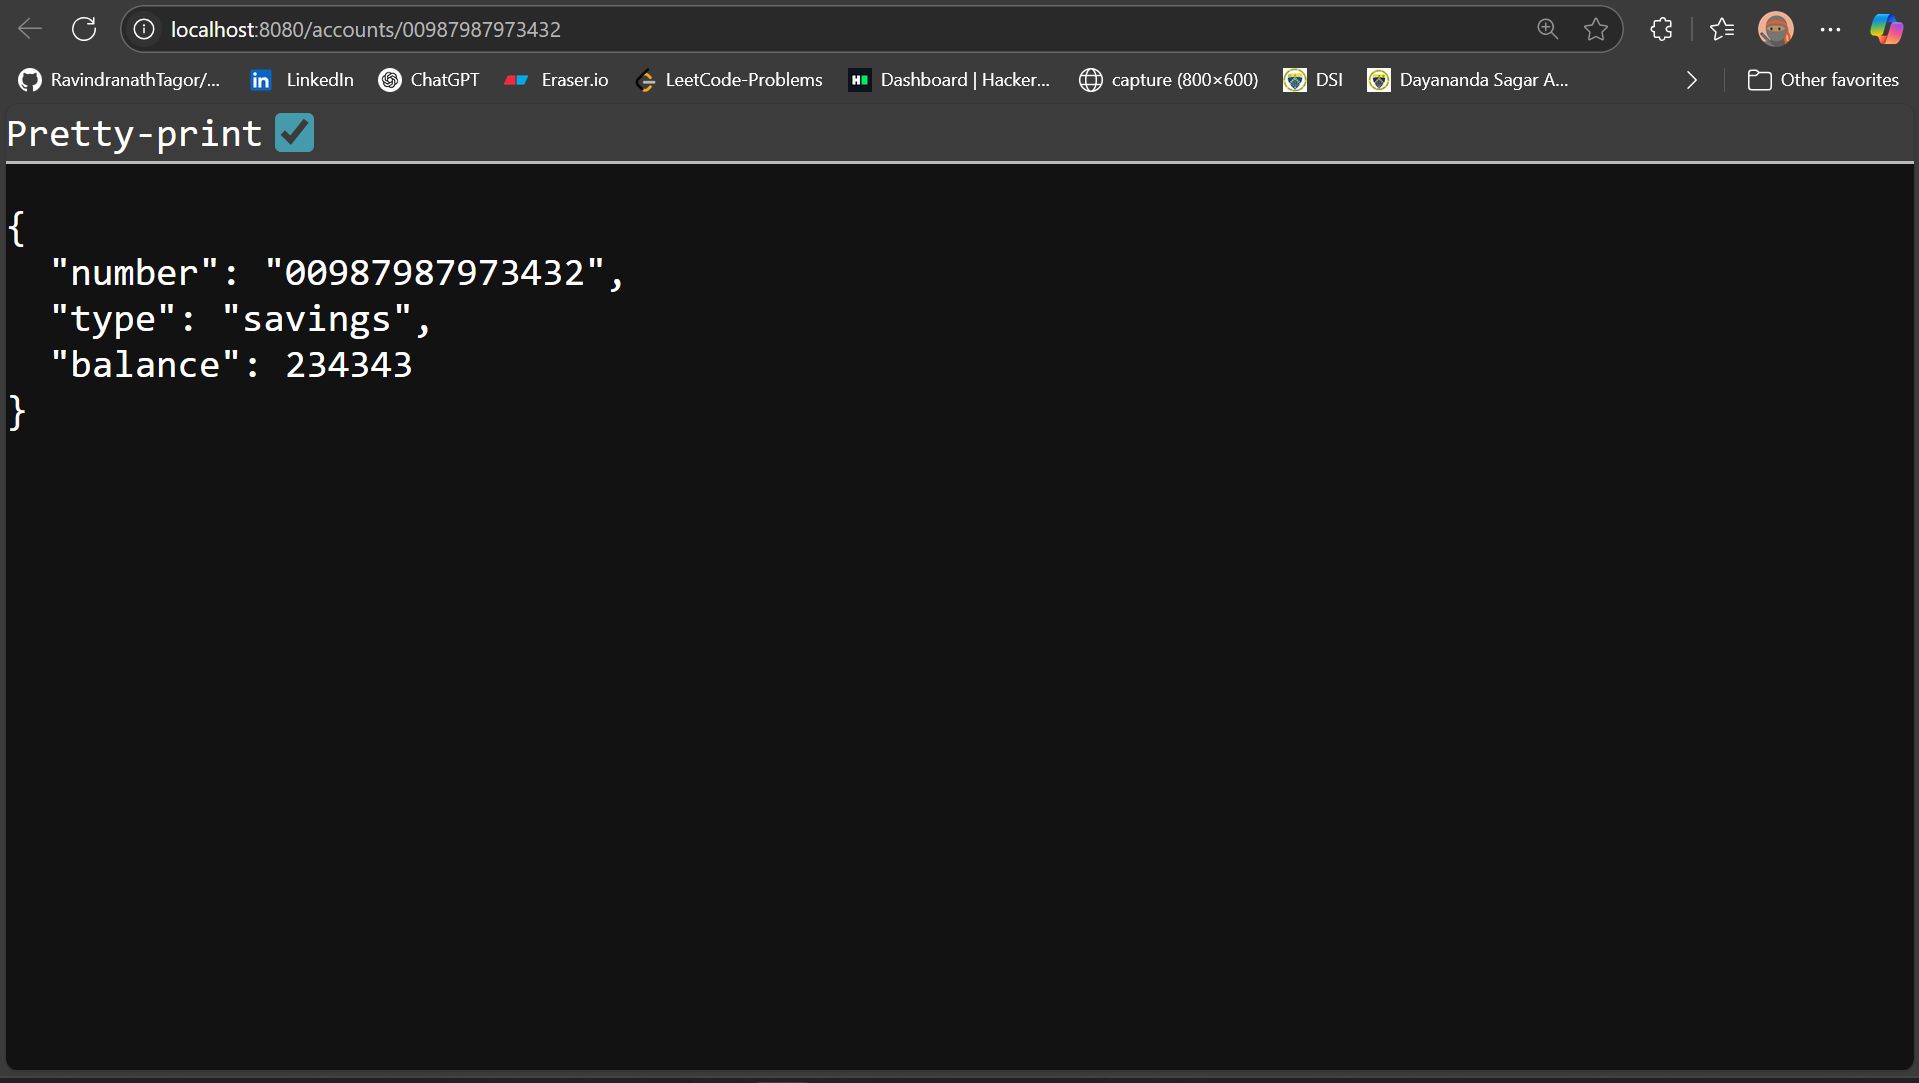 localhost:8080/accounts/00987987973432
RavindranathTagor/... LinkedIn ChatGPT Eraser.io LeetCode-Problems Dashboard | Hacker... capture (800×600) DSI Dayananda Sagar A... Other favorites
Pretty-print
{
  "number": "00987987973432",
  "type": "savings",
  "balance": 234343
}